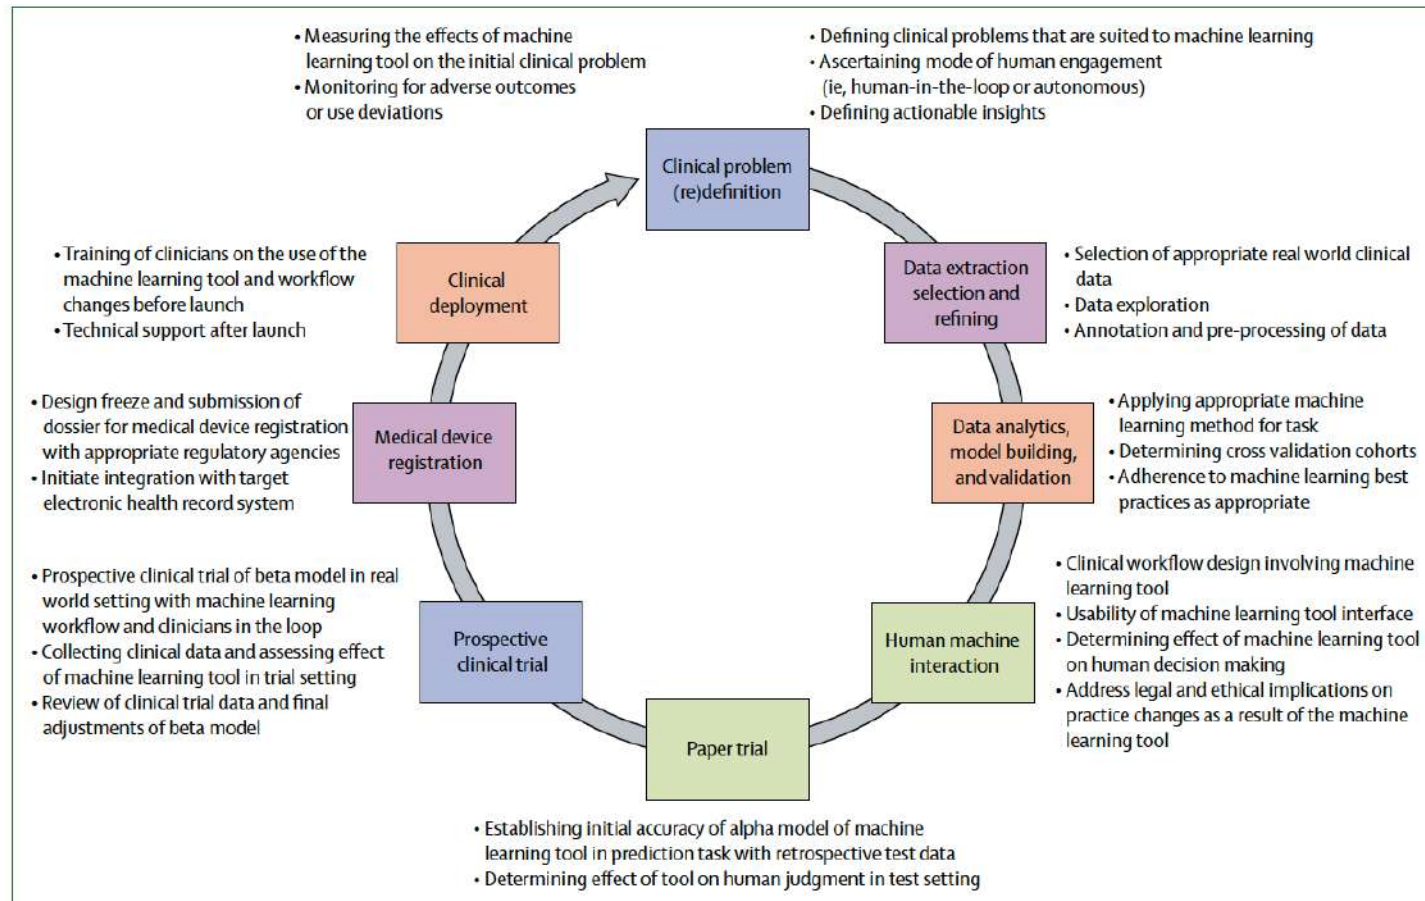 • Measuring the effects of machine
learning tool on the initial clinical problem
• Monitoring for adverse outcomes
or use deviations
• Defining clinical problems that are suited to machine learning
• Ascertaining mode of human engagement
(ie, human-in-the-loop or autonomous)
• Defining actionable insights
Clinical problem
(re)definition
Data extraction
selection and
refining
• Selection of appropriate real world clinical
data
• Data exploration
• Annotation and pre-processing of data
Data analytics,
model building,
and validation
• Applying appropriate machine
learning method for task
• Determining cross validation cohorts
• Adherence to machine learning best
practices as appropriate
Human machine
interaction
• Clinical workflow design involving machine
learning tool
• Usability of machine learning tool interface
• Determining effect of machine learning tool
on human decision making
• Address legal and ethical implications on
practice changes as a result of the machine
learning tool
Paper trial
• Establishing initial accuracy of alpha model of machine
learning tool in prediction task with retrospective test data
• Determining effect of tool on human judgment in test setting
Prospective
clinical trial
• Prospective clinical trial of beta model in real
world setting with machine learning
workflow and clinicians in the loop
• Collecting clinical data and assessing effect
of machine learning tool in trial setting
• Review of clinical trial data and final
adjustments of beta model
Medical device
registration
• Design freeze and submission of
dossier for medical device registration
with appropriate regulatory agencies
• Initiate integration with target
electronic health record system
Clinical
deployment
• Training of clinicians on the use of the
machine learning tool and workflow
changes before launch
• Technical support after launch